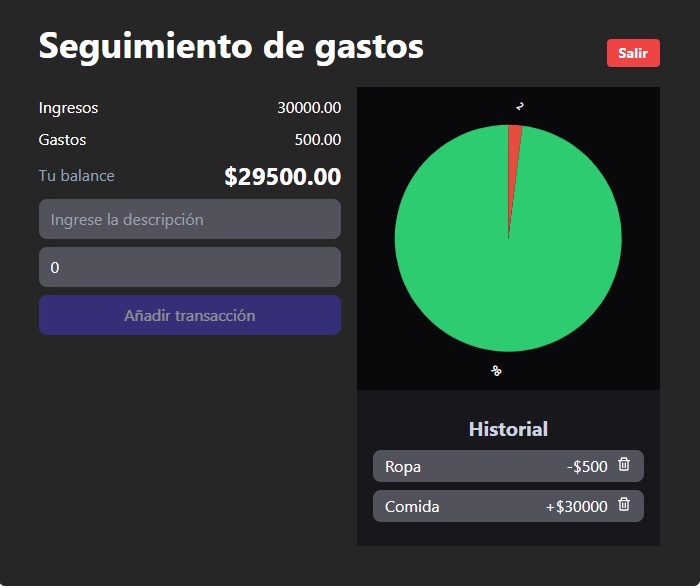 Seguimiento de gastos
Salir
Ingresos 30000.00
Gastos 500.00
Tu balance $29500.00
Ingrese la descripción
0
Añadir transacción
2
98
Historial
Ropa -$500
Comida +$30000